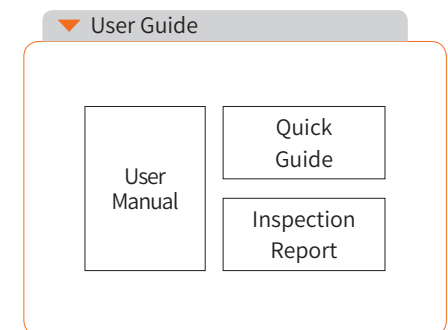 User Guide
User
Manual
Quick
Guide
Inspection
Report